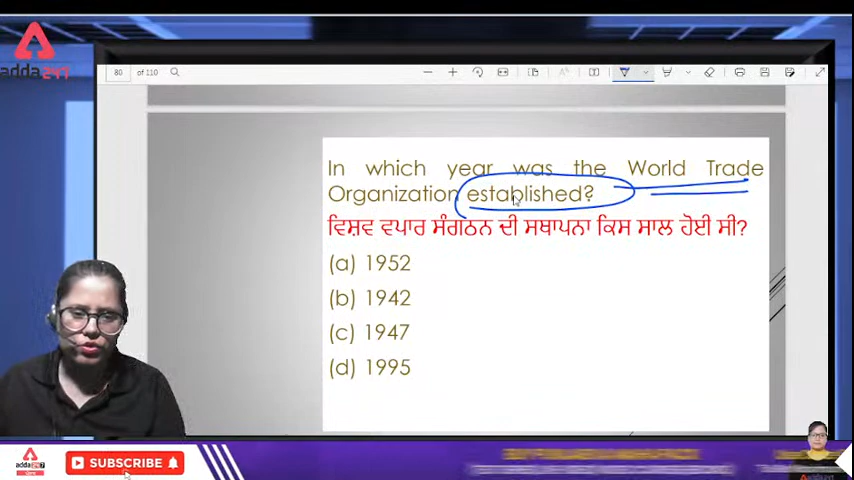 adda247
80 of 110
In which year was the World Trade
Organization established?
ਵਿਸ਼ਵ ਵਪਾਰ ਸੰਗਠਨ ਦੀ ਸਥਾਪਨਾ ਕਿਸ ਸਾਲ ਹੋਈ ਸੀ?
(a) 1952
(b) 1942
(c) 1947
(d) 1995
adda247
SUBSCRIBE